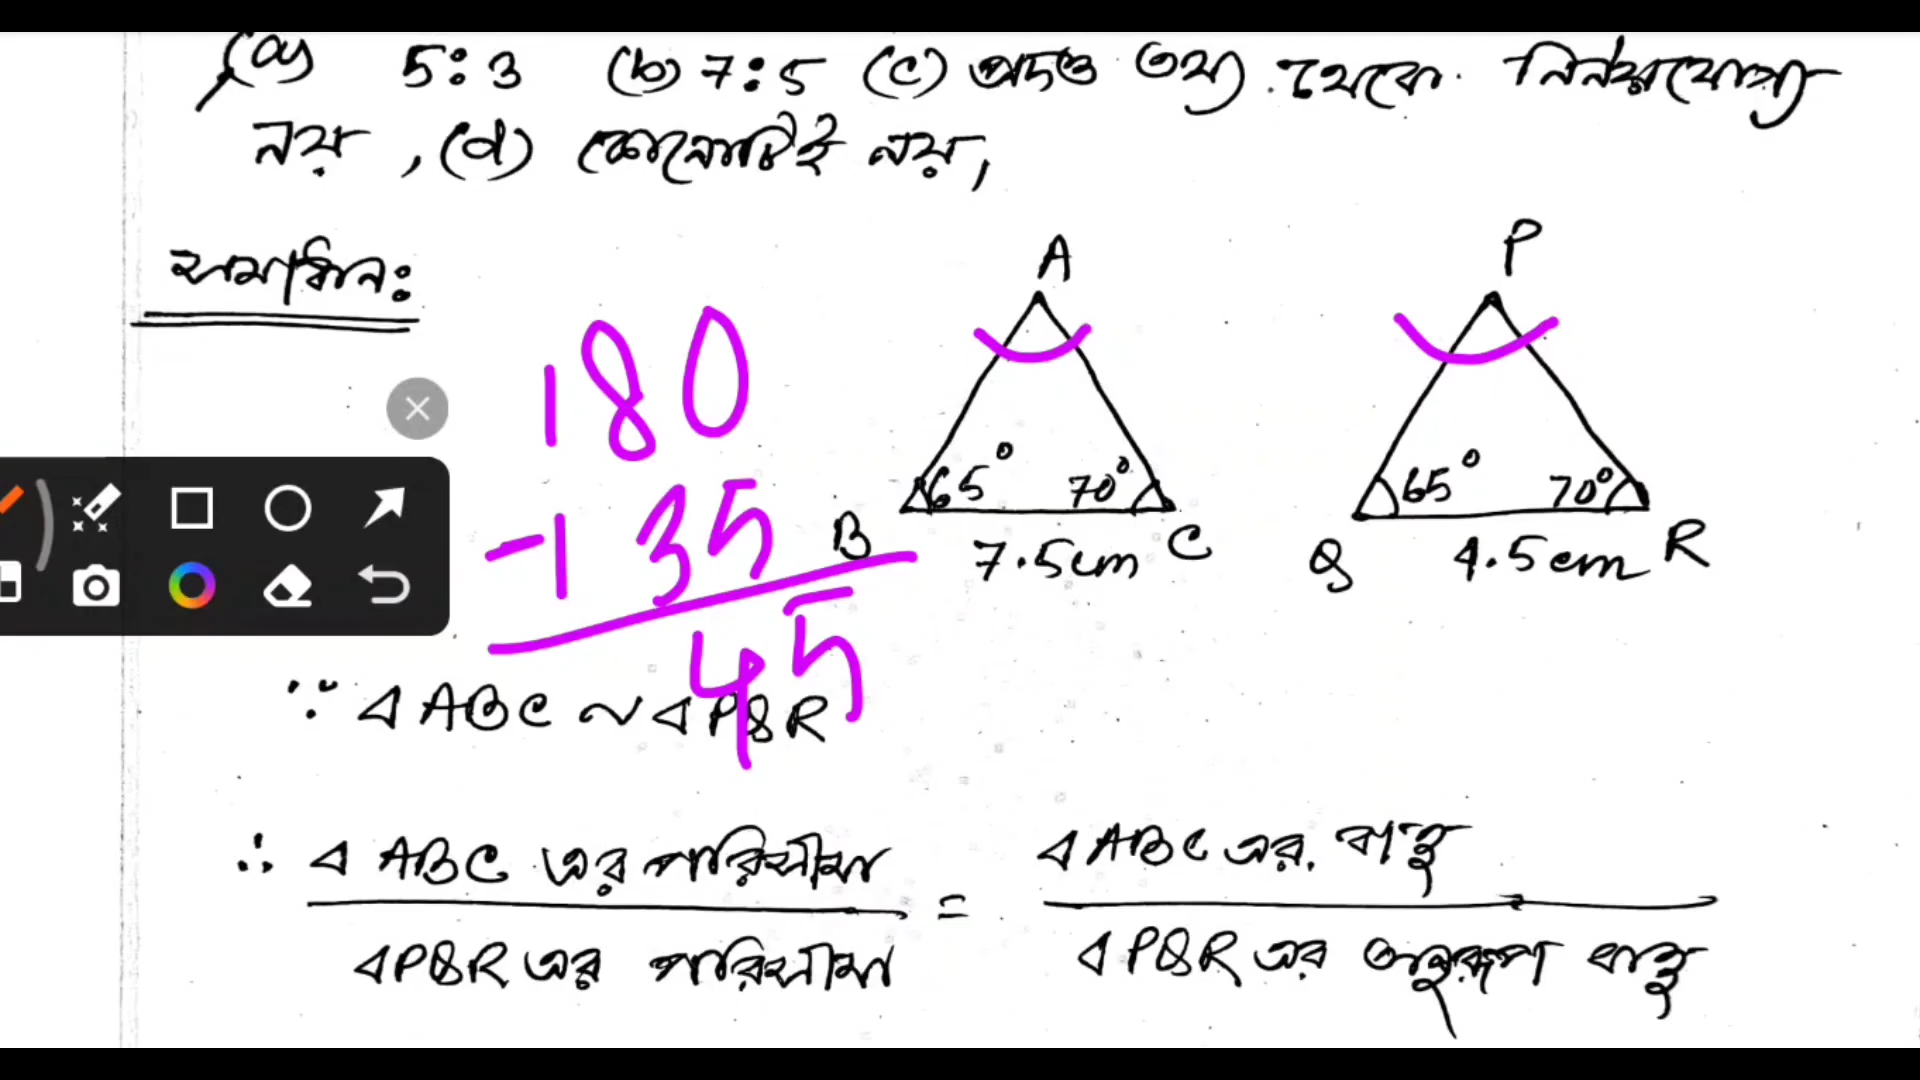 (a) 5:3 (b) 7:5 (c) প্রদত্ত তথ্য থেকে নির্ণয়যোগ্য
নয়, (d) কোনোটিই নয়,
সমাধান:
A
P
180
65° 70°
65° 70°
-135
B 7.5cm C
Q 4.5cm R
45
∵ △ABC ~ △PQR
∴ △ABC এর পরিসীমা / △PQR এর পরিসীমা = △ABC এর বাহু / △PQR এর অনুরূপ বাহু